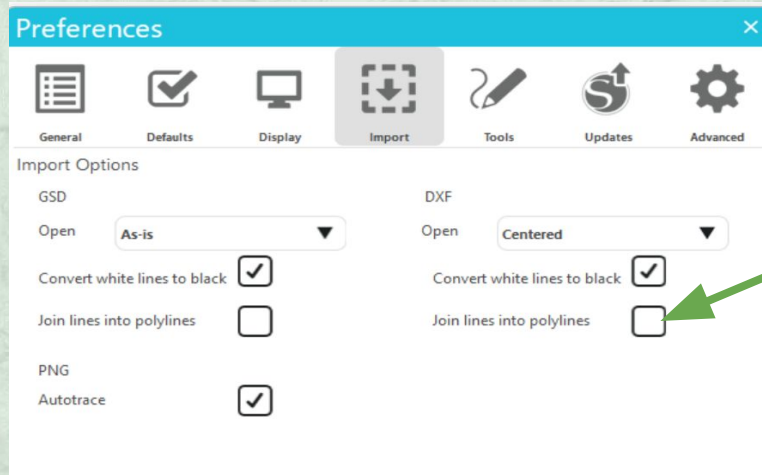 Preferences
General Defaults Display Import Tools Updates Advanced
Import Options
GSD
Open As-is
Convert white lines to black
Join lines into polylines
DXF
Open Centered
Convert white lines to black
Join lines into polylines
PNG
Autotrace